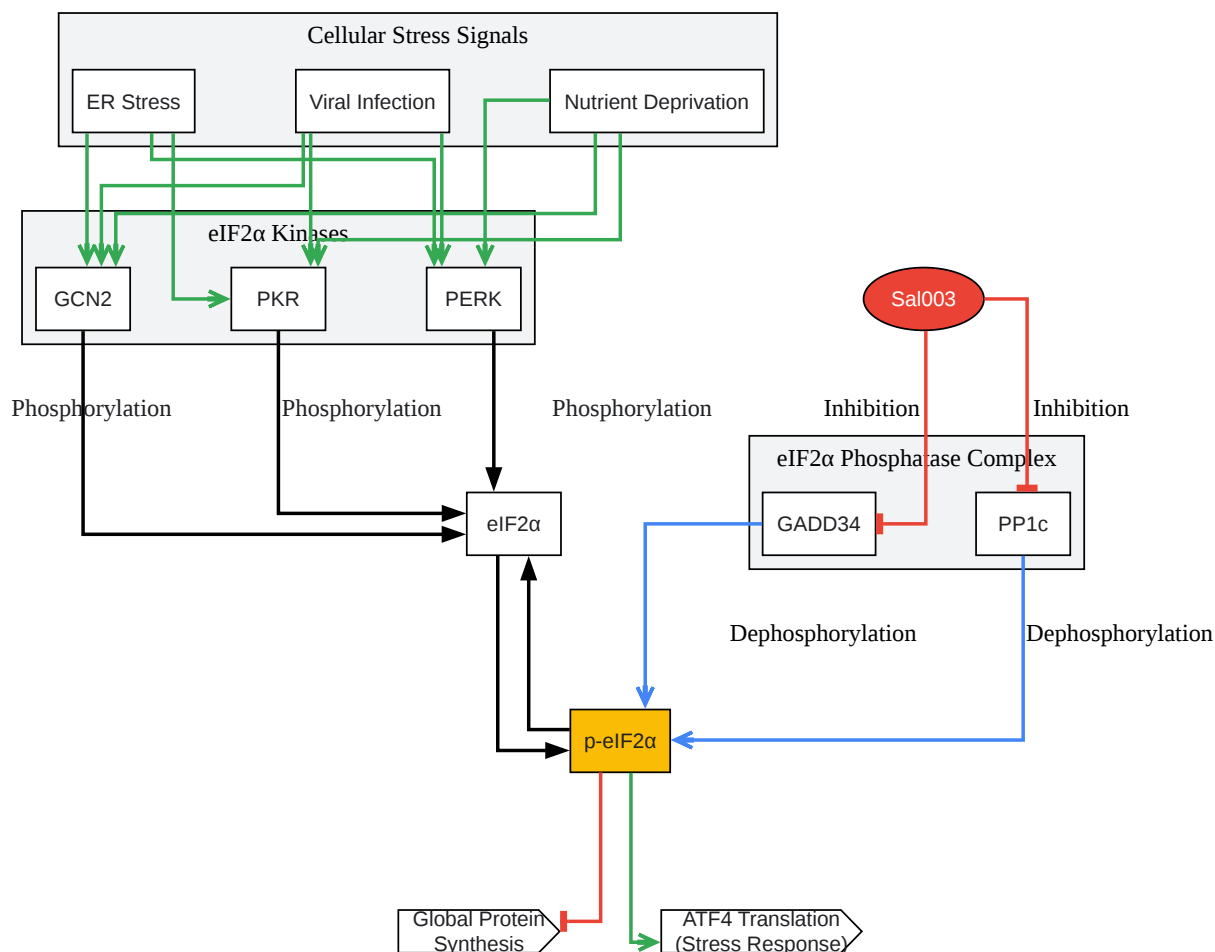 Cellular Stress Signals
ER Stress
Viral Infection
Nutrient Deprivation
eIF2α Kinases
GCN2
PKR
PERK
Sal003
Phosphorylation
Phosphorylation
Phosphorylation
Inhibition
Inhibition
eIF2α Phosphatase Complex
eIF2α
GADD34
PP1c
Dephosphorylation
Dephosphorylation
p-eIF2α
Global Protein
Synthesis
ATF4 Translation
(Stress Response)